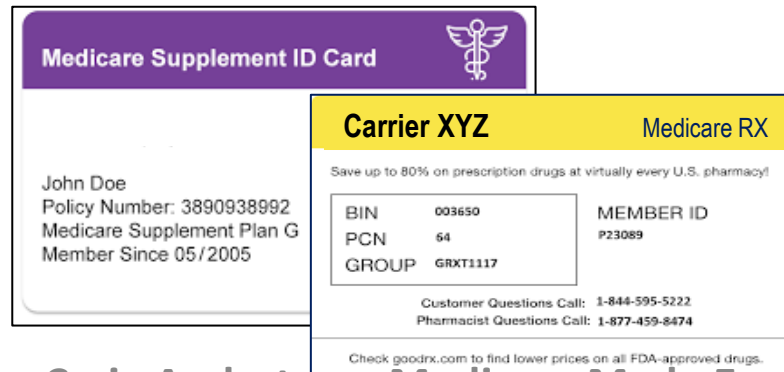 Medicare Supplement ID Card
John Doe
Policy Number: 3890938992
Medicare Supplement Plan G
Member Since 05/2005
Carrier XYZ Medicare RX
Save up to 80% on prescription drugs at virtually every U.S. pharmacy!
BIN 003650
PCN 64
GROUP GRXT1117
MEMBER ID
P23089
Customer Questions Call: 1-844-595-5222
Pharmacist Questions Call: 1-877-459-8474
Check goodrx.com to find lower prices on all FDA-approved drugs.